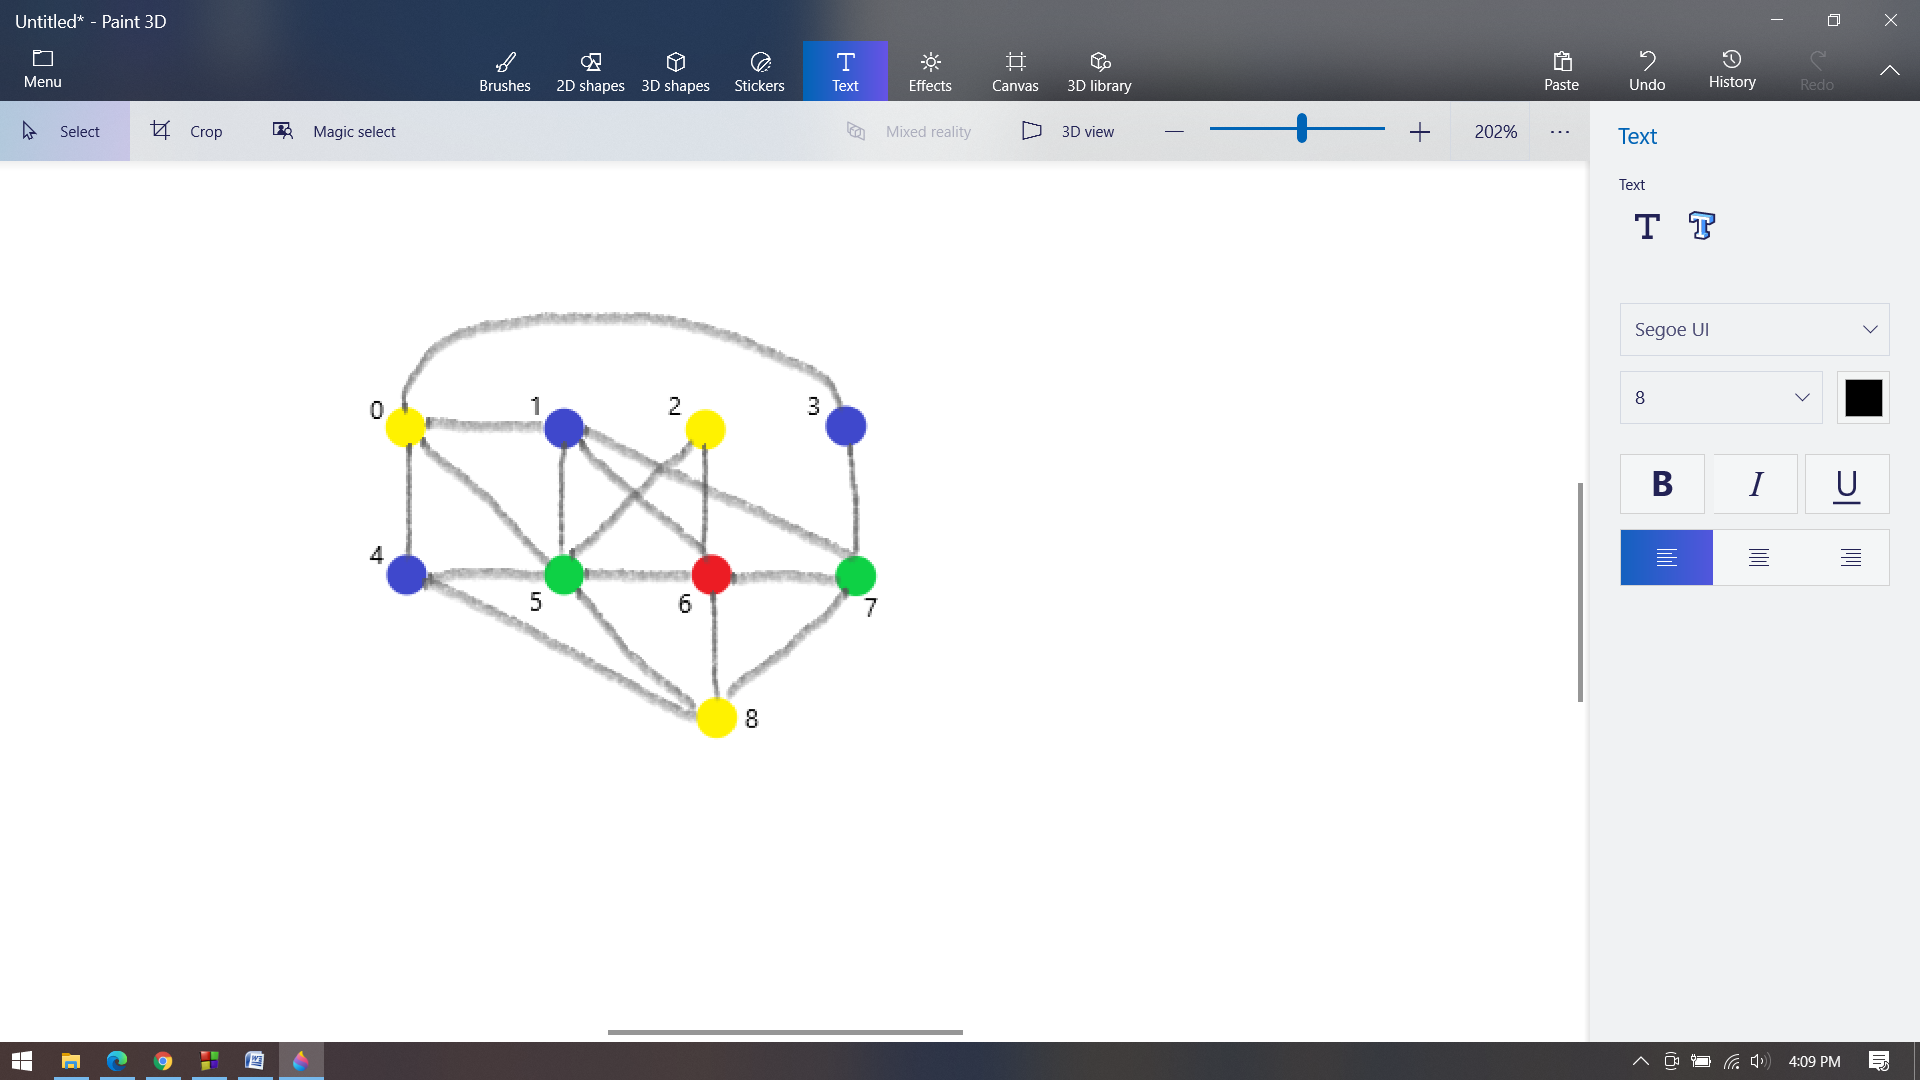 Untitled* - Paint 3D
Menu
Brushes
2D shapes
3D shapes
Stickers
Text
Effects
Canvas
3D library
Paste
Undo
History
Redo
Select
Crop
Magic select
Mixed reality
3D view
202%
Text
Text
Segoe UI
8
B I U
0
1
2
3
4
5
6
7
8
4:09 PM